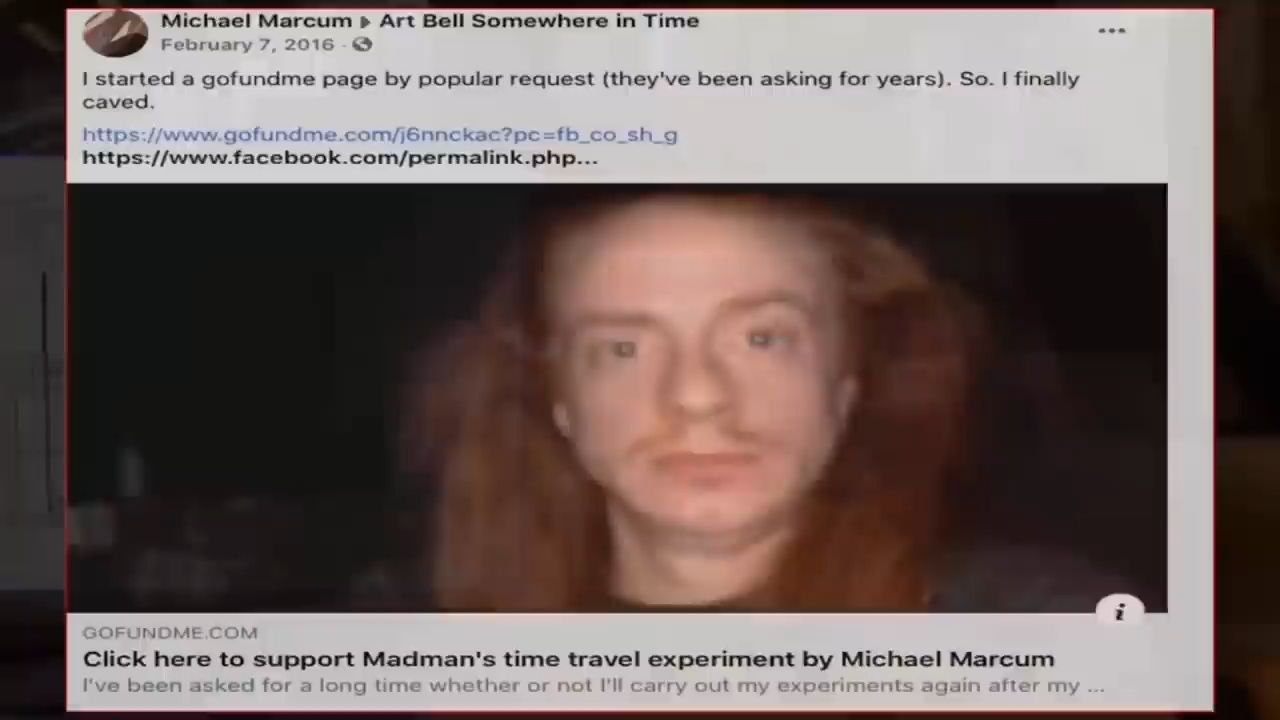 Michael Marcum ▸ Art Bell Somewhere in Time
February 7, 2016 ·
I started a gofundme page by popular request (they've been asking for years). So. I finally
caved.
https://www.gofundme.com/j6nnckac?pc=fb_co_sh_g
https://www.facebook.com/permalink.php...
i
GOFUNDME.COM
Click here to support Madman's time travel experiment by Michael Marcum
I've been asked for a long time whether or not I'll carry out my experiments again after my ...